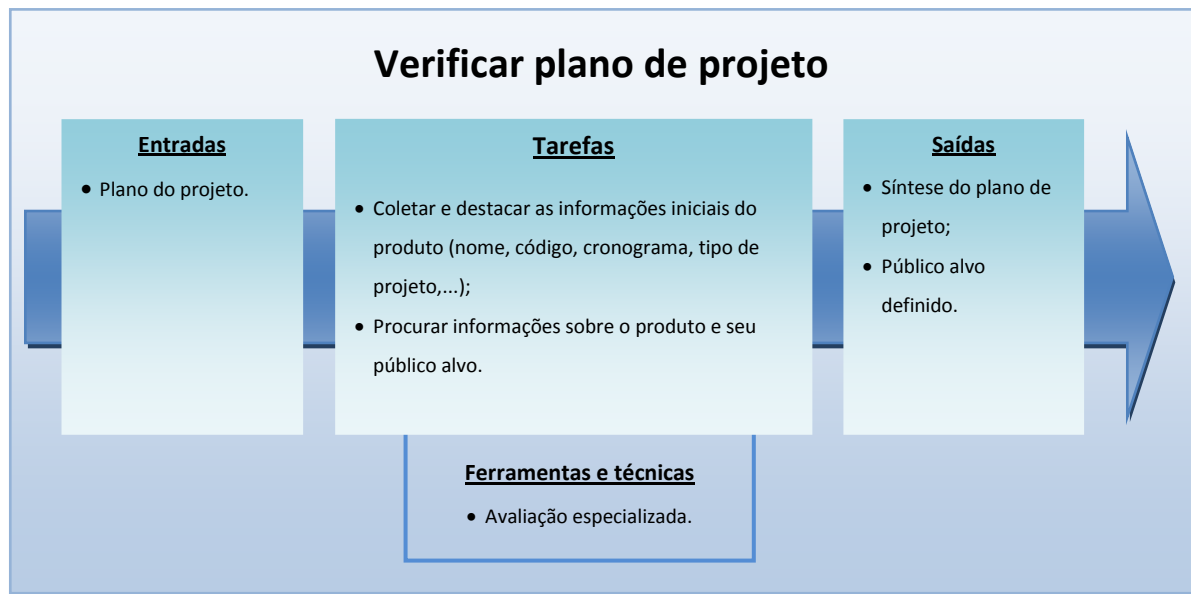 Verificar plano de projeto
Entradas
• Plano do projeto.
Tarefas
• Coletar e destacar as informações iniciais do
produto (nome, código, cronograma, tipo de
projeto,...);
• Procurar informações sobre o produto e seu
público alvo.
Saídas
• Síntese do plano de
projeto;
• Público alvo
definido.
Ferramentas e técnicas
• Avaliação especializada.